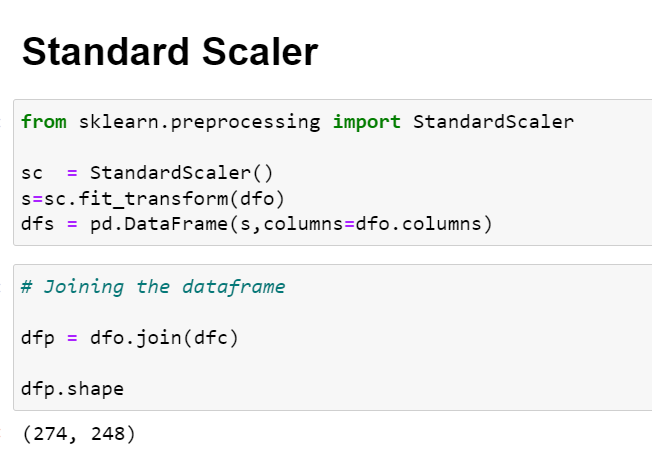 Standard Scaler
from sklearn.preprocessing import StandardScaler
sc  = StandardScaler()
s=sc.fit_transform(dfo)
dfs = pd.DataFrame(s,columns=dfo.columns)
# Joining the dataframe
dfp = dfo.join(dfc)
dfp.shape
(274, 248)